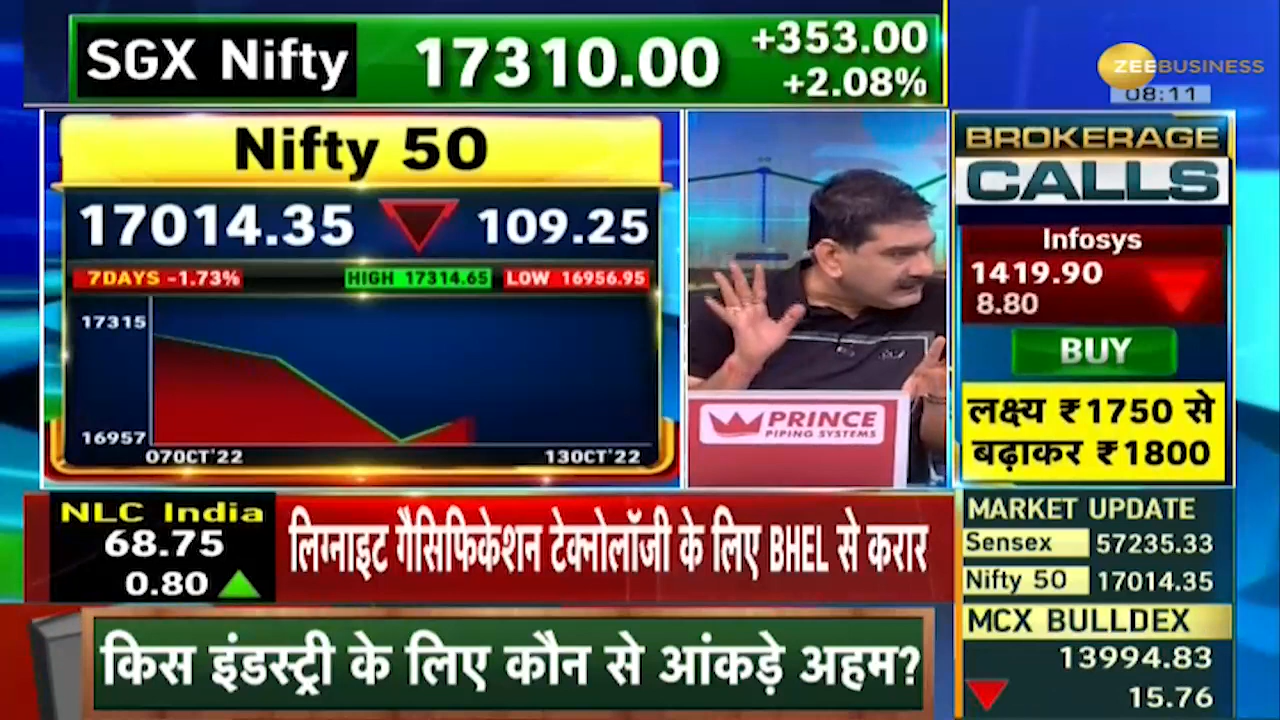 SGX Nifty
17310.00
+353.00
+2.08%
ZEEBUSINESS
08:11
Nifty 50
17014.35
109.25
7DAYS -1.73%
HIGH 17314.65
LOW 16956.95
17315
16957
07OCT'22
13OCT'22
PRINCE
PIPING SYSTEMS
BROKERAGE
CALLS
Infosys
1419.90
8.80
BUY
लक्ष्य ₹1750 से
बढ़ाकर ₹1800
NLC India
68.75
0.80
लिग्नाइट गैसिफिकेशन टेक्नोलॉजी के लिए BHEL से करार
किस इंडस्ट्री के लिए कौन से आंकड़े अहम?
MARKET UPDATE
Sensex 57235.33
Nifty 50 17014.35
MCX BULLDEX
13994.83
15.76